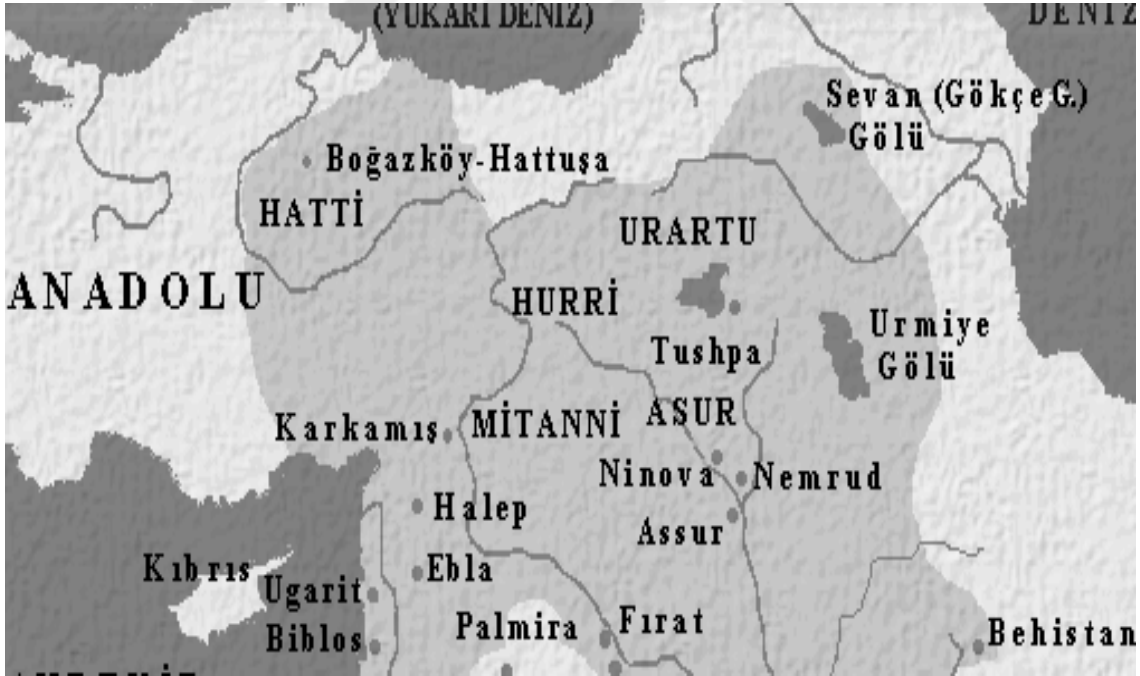 (YUKARI DENİZ)
DENİZ
Sevan (Gökçe G.)
Gölü
Boğazköy-Hattuşa
HATTİ
URARTU
ANADOLU
HURRİ
Urmiye
Gölü
Tushpa
Karkamış
MİTANNİ
ASUR
Ninova
Nemrud
Halep
Assur
Kıbrıs
Ebla
Ugarit
Palmira
Fırat
Biblos
Behistan